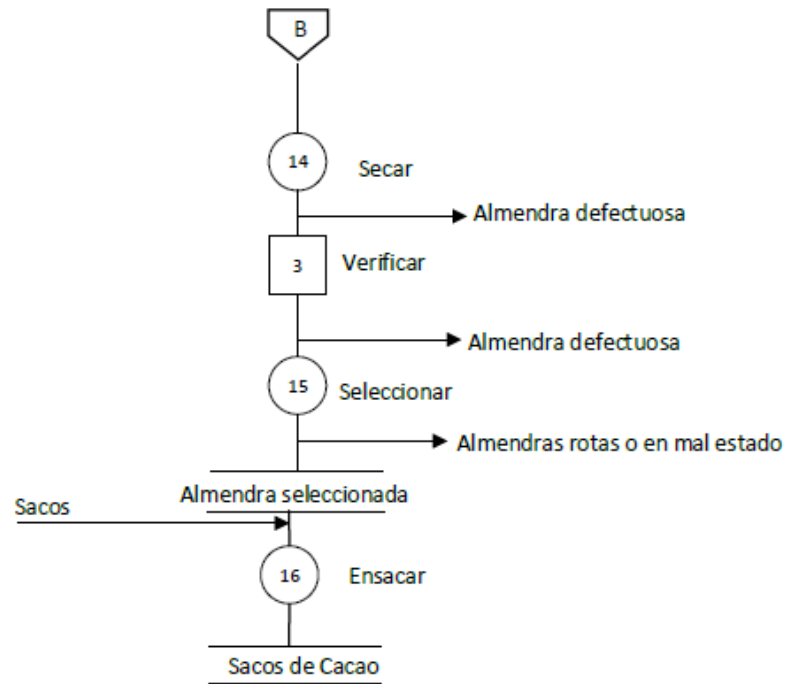 B
14
Secar
Almendra defectuosa
3
Verificar
Almendra defectuosa
15
Seleccionar
Almendras rotas o en mal estado
Almendra seleccionada
Sacos
16
Ensacar
Sacos de Cacao